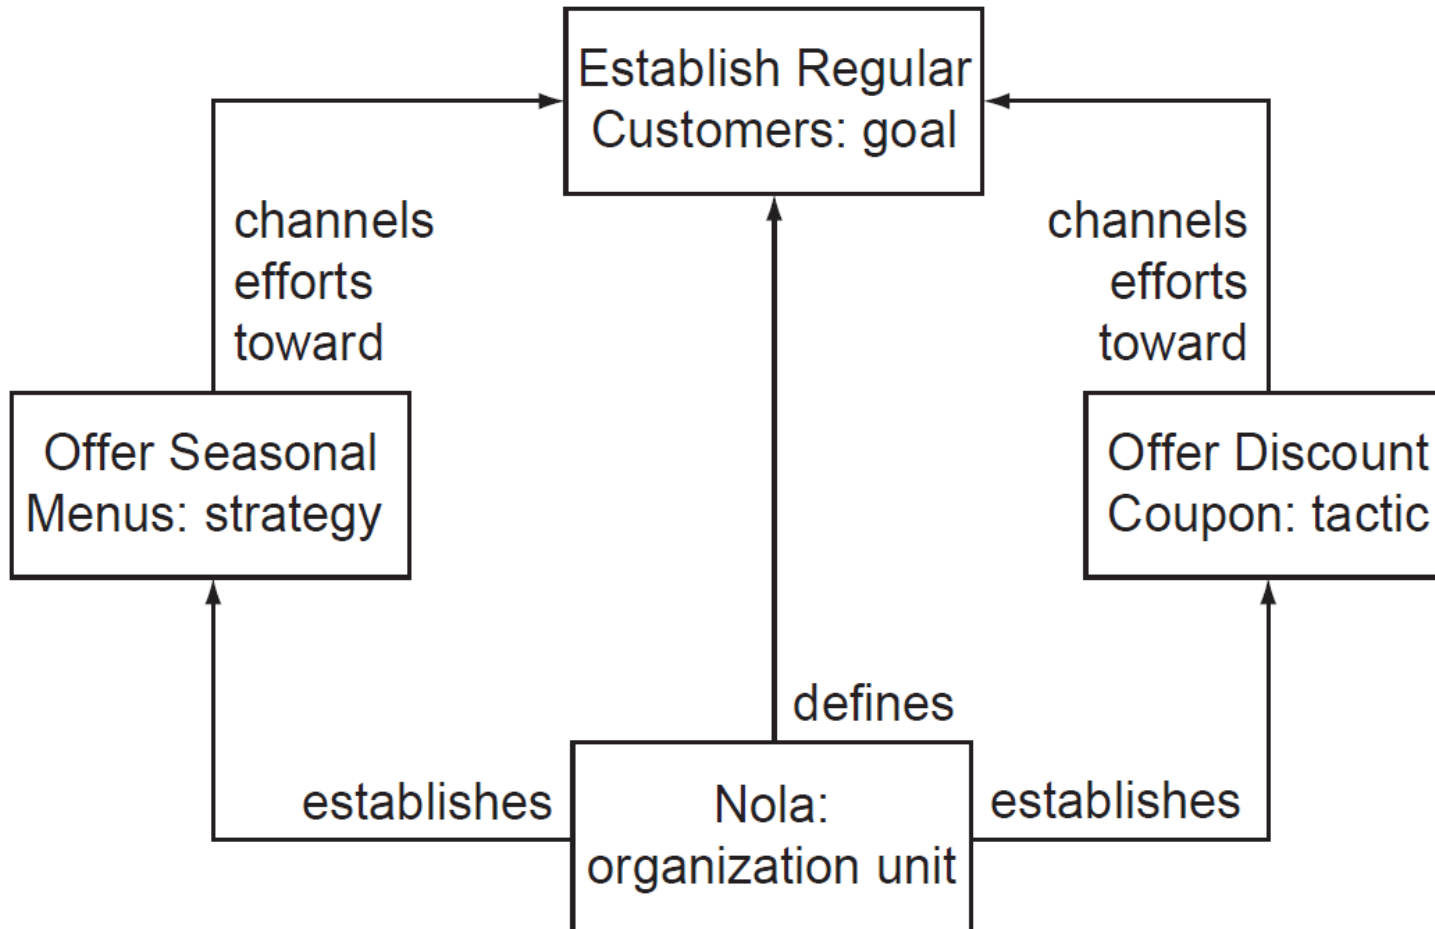 Establish Regular
Customers: goal
channels
efforts
toward
channels
efforts
toward
Offer Seasonal
Menus: strategy
Offer Discount
Coupon: tactic
defines
establishes
Nola:
organization unit
establishes